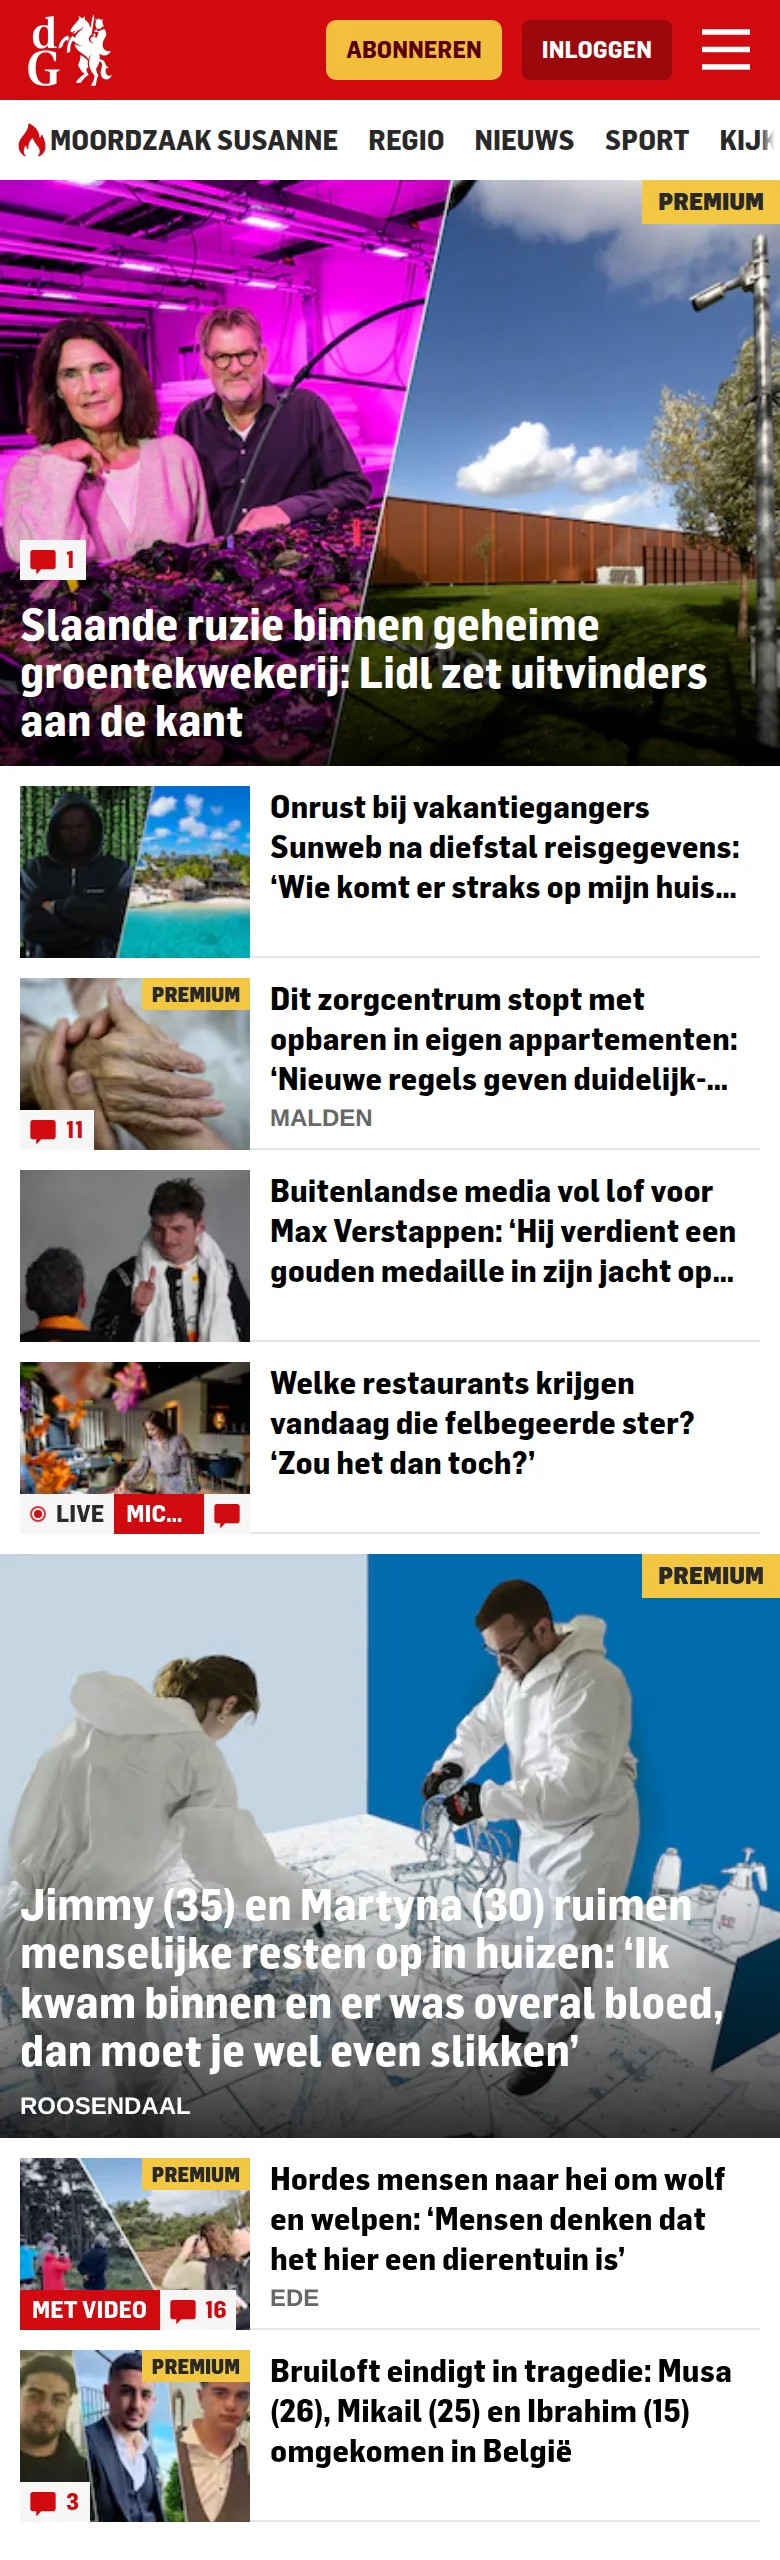 dG
ABONNEREN
INLOGGEN
MOORDZAAK SUSANNE
REGIO
NIEUWS
SPORT
KIJK
PREMIUM
1
Slaande ruzie binnen geheime
groentekwekerij: Lidl zet uitvinders
aan de kant
Onrust bij vakantiegangers
Sunweb na diefstal reisgegevens:
‘Wie komt er straks op mijn huis...
PREMIUM
11
Dit zorgcentrum stopt met
opbaren in eigen appartementen:
‘Nieuwe regels geven duidelijk-...
MALDEN
Buitenlandse media vol lof voor
Max Verstappen: ‘Hij verdient een
gouden medaille in zijn jacht op...
LIVE
MIC...
Welke restaurants krijgen
vandaag die felbegeerde ster?
‘Zou het dan toch?’
PREMIUM
Jimmy (35) en Martyna (30) ruimen
menselijke resten op in huizen: ‘Ik
kwam binnen en er was overal bloed,
dan moet je wel even slikken’
ROOSENDAAL
PREMIUM
MET VIDEO
16
Hordes mensen naar hei om wolf
en welpen: ‘Mensen denken dat
het hier een dierentuin is’
EDE
PREMIUM
3
Bruiloft eindigt in tragedie: Musa
(26), Mikail (25) en Ibrahim (15)
omgekomen in België